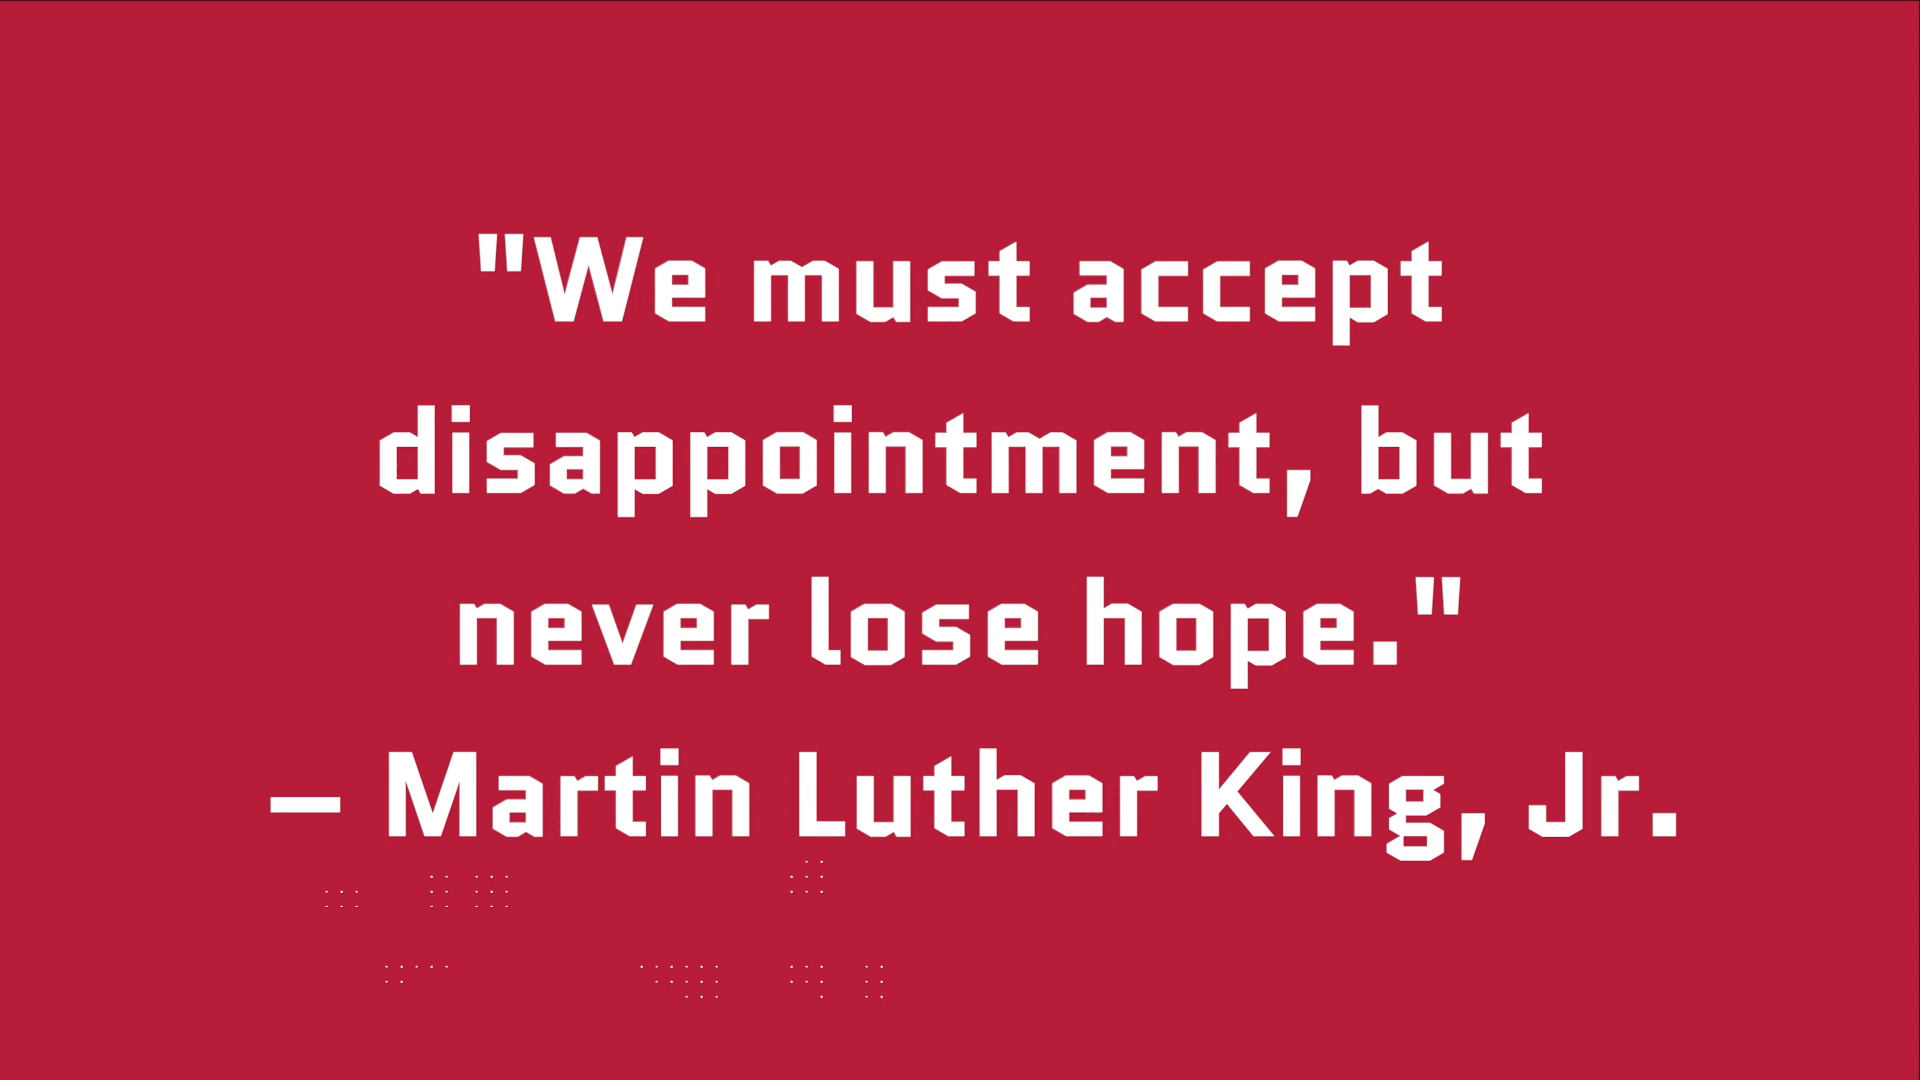 "We must accept
disappointment, but
never lose hope."
– Martin Luther King, Jr.